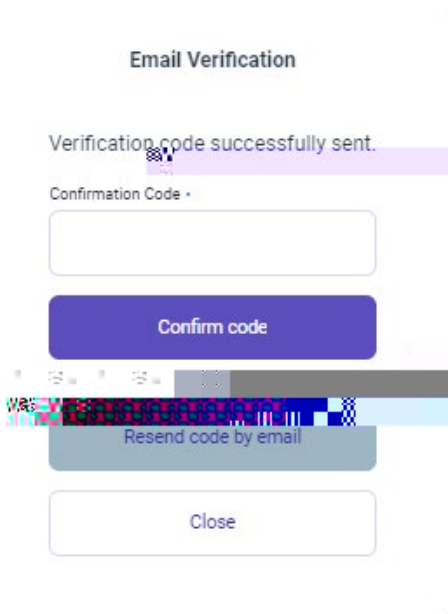 Email Verification
Verification code successfully sent.
Confirmation Code •
Confirm code
Resend code by email
Close